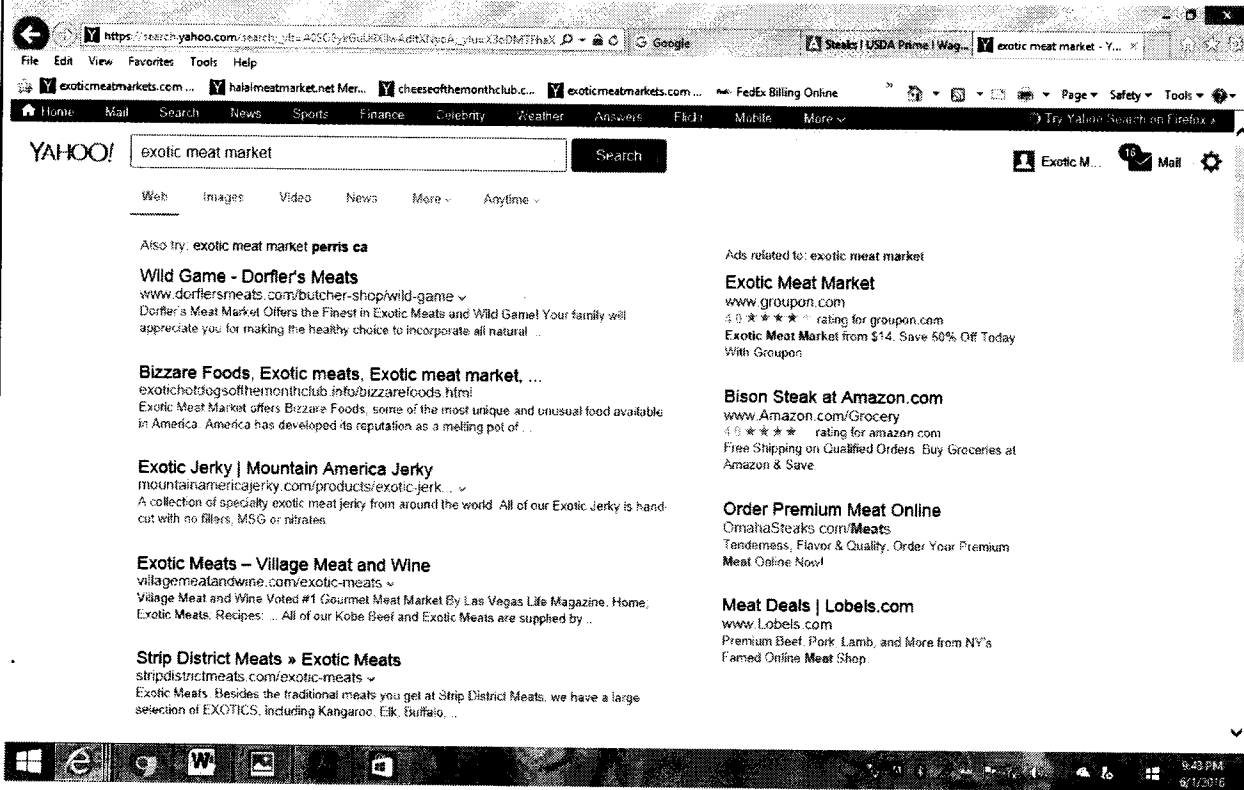 https://search.yahoo.com/search;
Google
Steaks | USDA Prime | Wag...
exotic meat market - Y...
File Edit View Favorites Tools Help
exoticmeatmarkets.com ...
halalmeatmarket.net Mer...
cheeseofthemonthclub.c...
exoticmeatmarkets.com ...
FedEx Billing Online
Page
Safety
Tools
Home Mail Search News Sports Finance Celebrity Weather Answers Flickr Mobile More
Try Yahoo Search on Firefox »
YAHOO!
exotic meat market
Search
Exotic M...
16
Mail
Web Images Video News More Anytime
Also try: exotic meat market perris ca
Wild Game - Dorfler's Meats
www.dorflersmeats.com/butcher-shop/wild-game
Dorfler's Meat Market Offers the Finest in Exotic Meats and Wild Game! Your family will
appreciate you for making the healthy choice to incorporate all natural ...
Bizzare Foods, Exotic meats, Exotic meat market, ...
exotichotdogsofthemonthclub.info/bizzarefoods.html
Exotic Meat Market offers Bizzare Foods, some of the most unique and unusual food available
in America. America has developed its reputation as a melting pot of ...
Exotic Jerky | Mountain America Jerky
mountainamericajerky.com/products/exotic-jerk...
A collection of specialty exotic meat jerky from around the world. All of our Exotic Jerky is hand-
cut with no fillers, MSG or nitrates.
Exotic Meats – Village Meat and Wine
villagemeatandwine.com/exotic-meats
Village Meat and Wine Voted #1 Gourmet Meat Market By Las Vegas Life Magazine. Home;
Exotic Meats; Recipes; ... All of our Kobe Beef and Exotic Meats are supplied by ...
Strip District Meats » Exotic Meats
stripdistrictmeats.com/exotic-meats
Exotic Meats. Besides the traditional meats you get at Strip District Meats, we have a large
selection of EXOTICS, including Kangaroo, Elk, Buffalo, ...
Ads related to: exotic meat market
Exotic Meat Market
www.groupon.com
rating for groupon.com
Exotic Meat Market from $14. Save 50% Off Today
With Groupon
Bison Steak at Amazon.com
www.Amazon.com/Grocery
rating for amazon.com
Free Shipping on Qualified Orders. Buy Groceries at
Amazon & Save.
Order Premium Meat Online
OmahaSteaks.com/Meats
Tenderness, Flavor & Quality. Order Your Premium
Meat Online Now!
Meat Deals | Lobels.com
www.Lobels.com
Premium Beef, Pork, Lamb, and More from NY's
Famed Online Meat Shop.
9:43 PM
6/1/2016